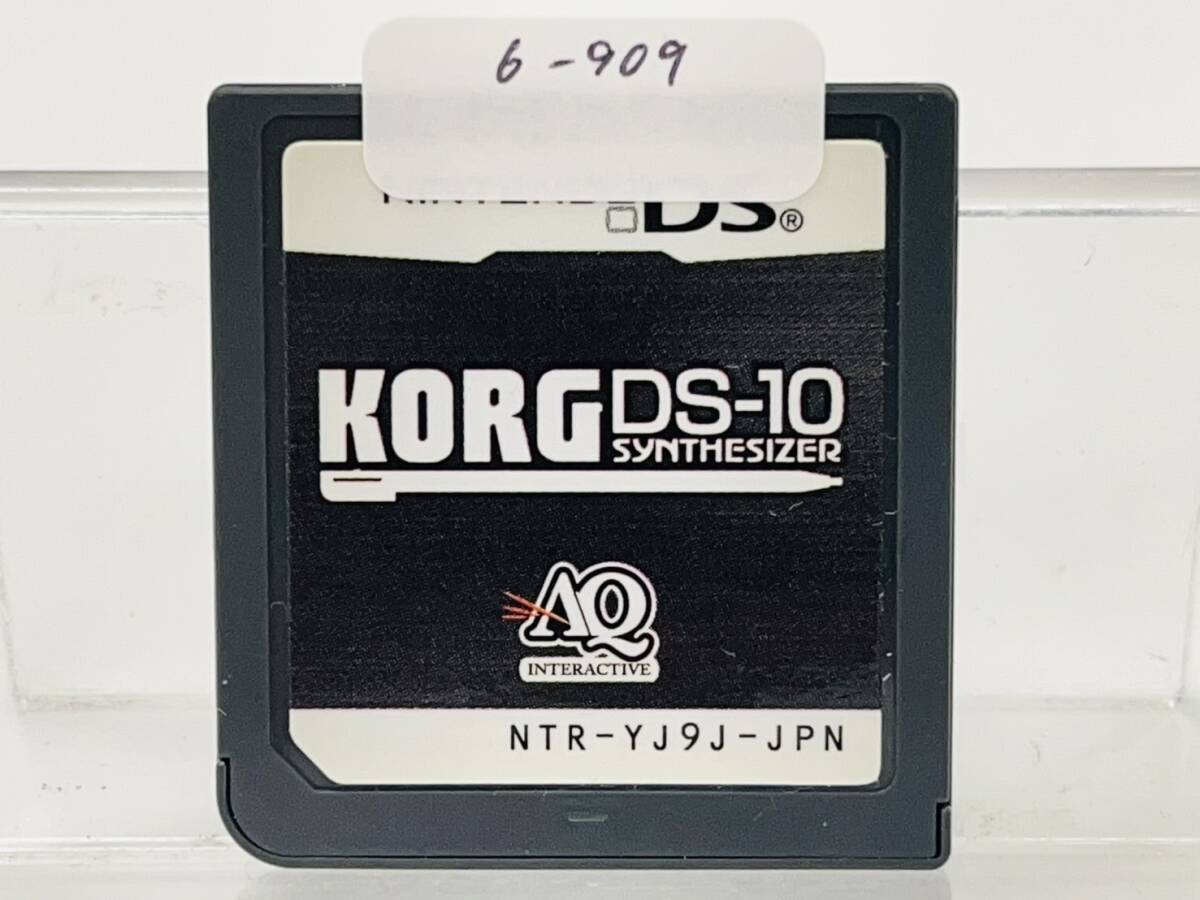 6-909
DS®
KORG DS-10
SYNTHESIZER
AQ
INTERACTIVE
NTR-YJ9J-JPN